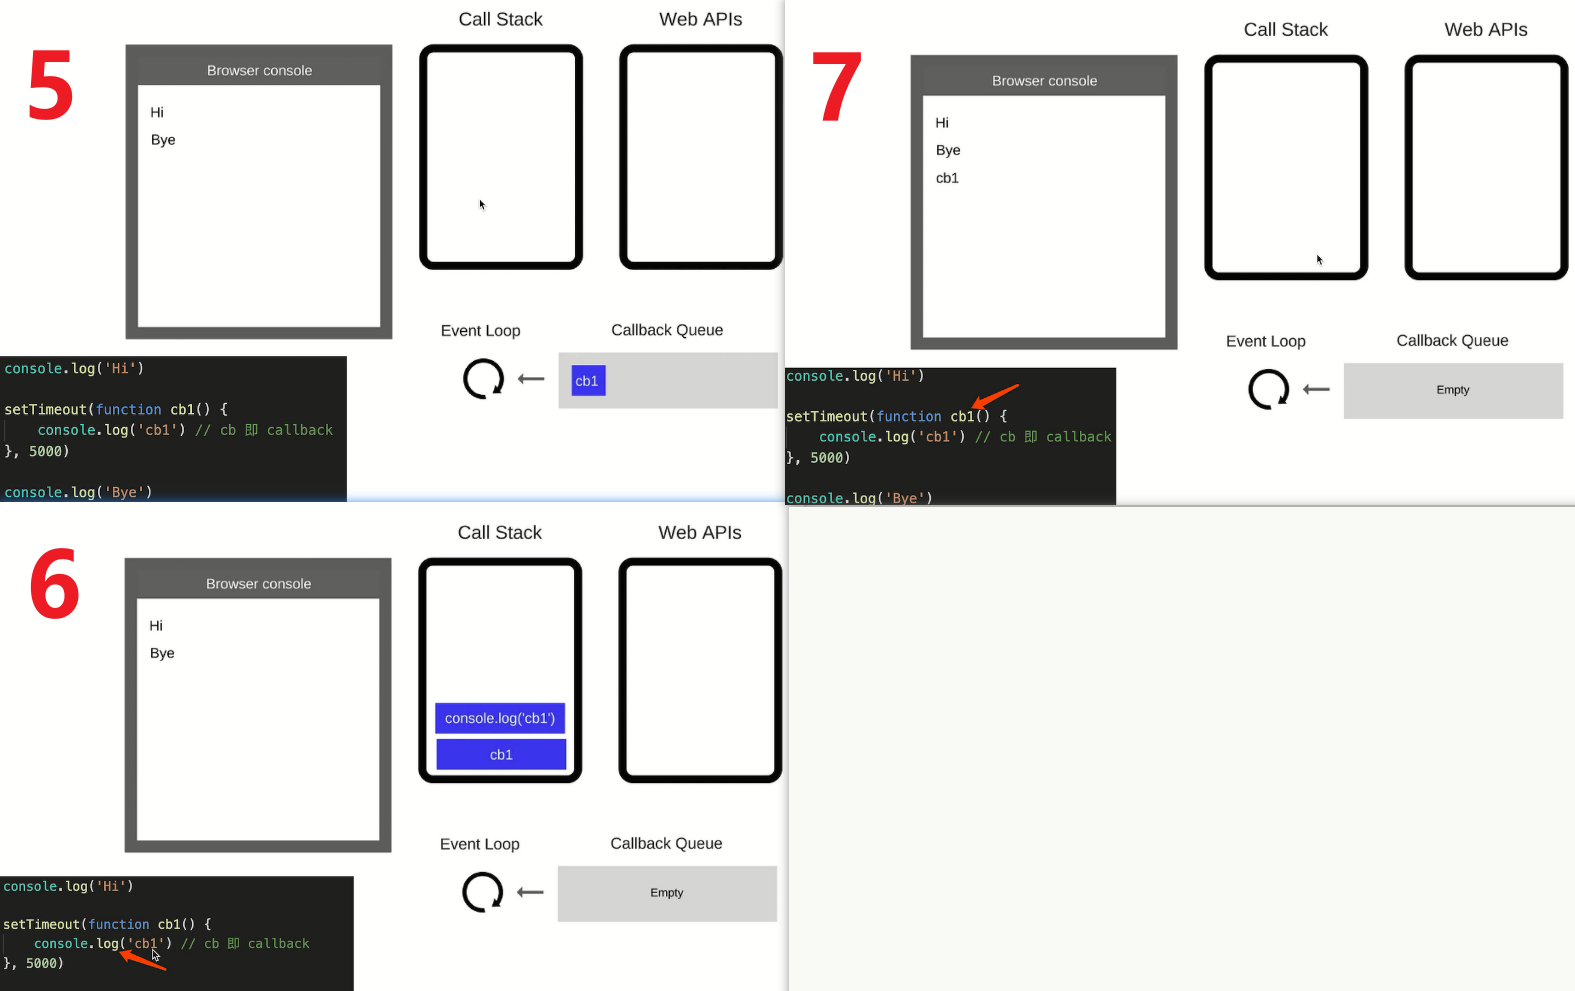 5
Call Stack
Web APIs
Browser console
Hi
Bye
Event Loop
Callback Queue
cb1
console.log('Hi')
setTimeout(function cb1() {
console.log('cb1') // cb 即 callback
}, 5000)
console.log('Bye')
7
Call Stack
Web APIs
Browser console
Hi
Bye
cb1
Event Loop
Callback Queue
Empty
console.log('Hi')
setTimeout(function cb1() {
console.log('cb1') // cb 即 callback
}, 5000)
console.log('Bye')
6
Call Stack
Web APIs
Browser console
Hi
Bye
console.log('cb1')
cb1
Event Loop
Callback Queue
Empty
console.log('Hi')
setTimeout(function cb1() {
console.log('cb1') // cb 即 callback
}, 5000)